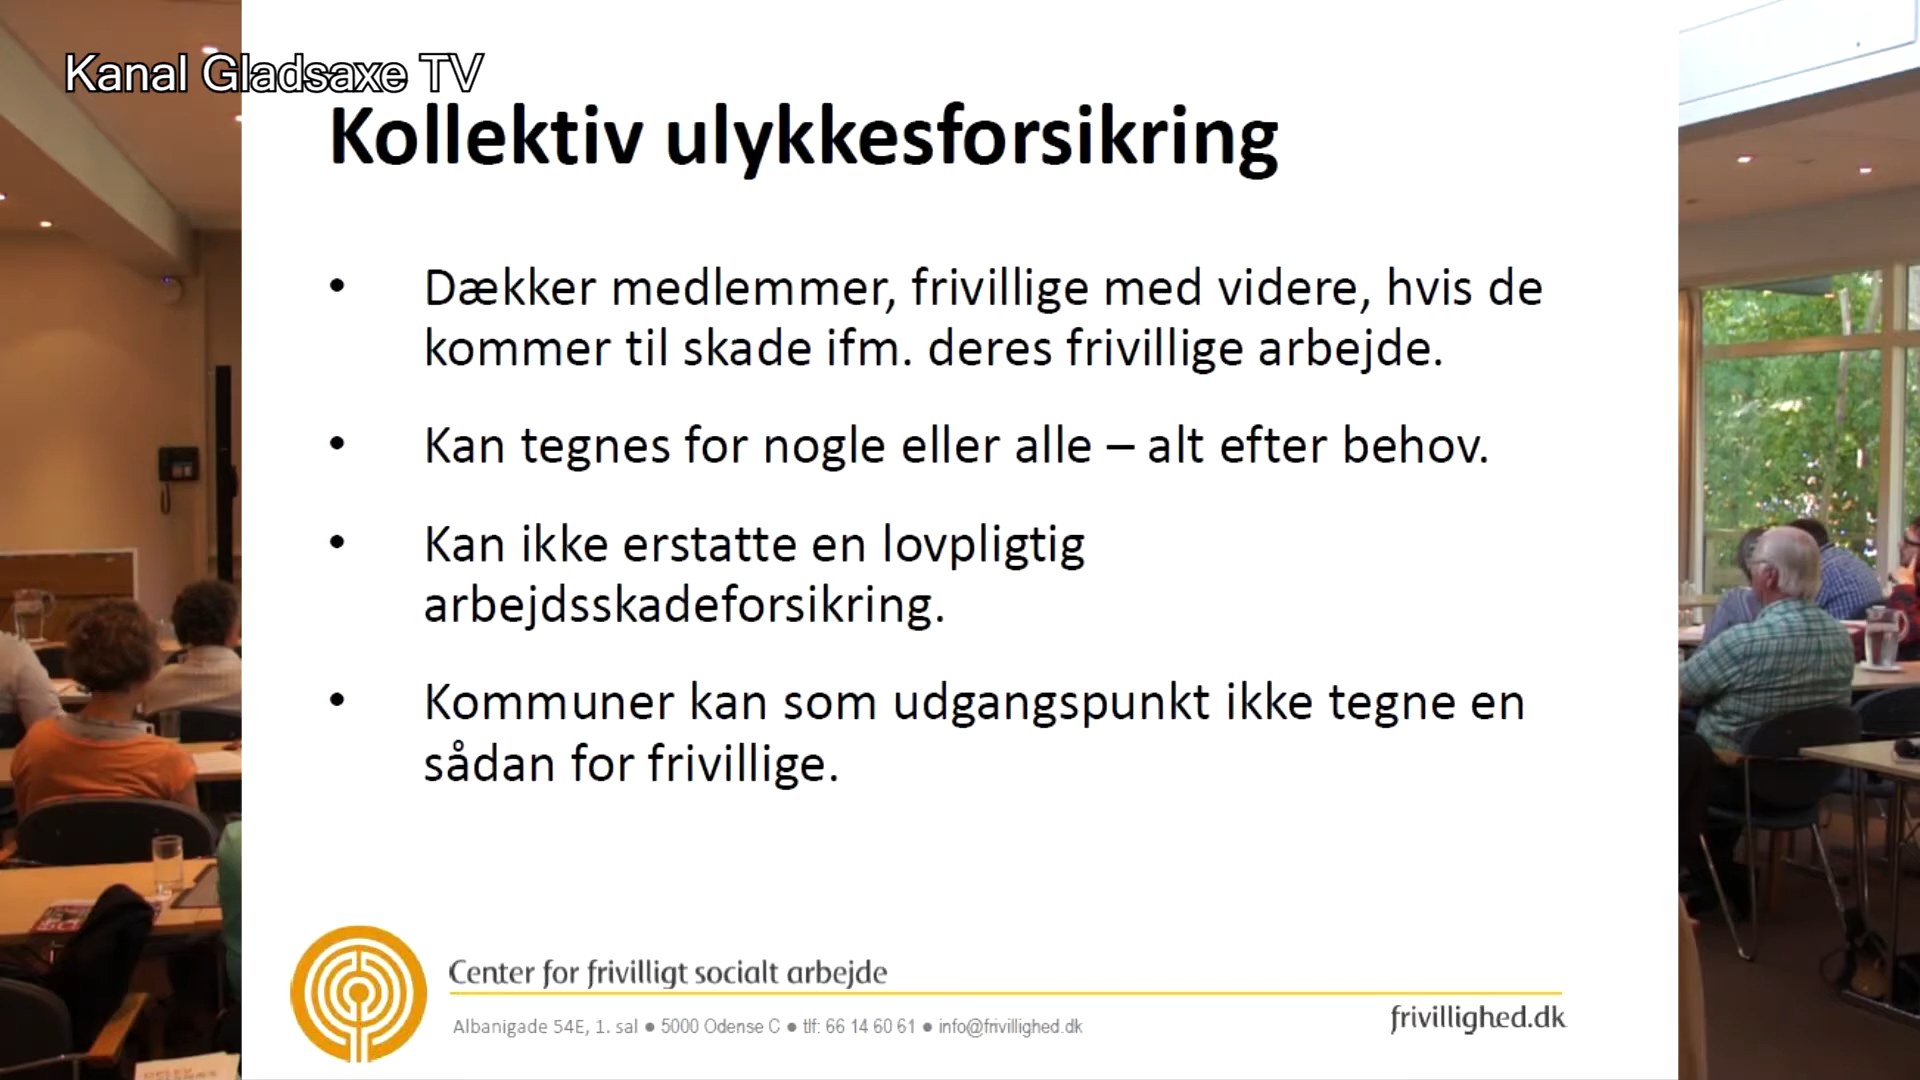 Kanal Gladsaxe TV
Kollektiv ulykkesforsikring
• Dækker medlemmer, frivillige med videre, hvis de
kommer til skade ifm. deres frivillige arbejde.
• Kan tegnes for nogle eller alle – alt efter behov.
• Kan ikke erstatte en lovpligtig
arbejdsskadeforsikring.
• Kommuner kan som udgangspunkt ikke tegne en
sådan for frivillige.
Center for frivilligt socialt arbejde
Albanigade 54E, 1. sal ● 5000 Odense C ● tlf: 66 14 60 61 ● info@frivillighed.dk
frivillighed.dk